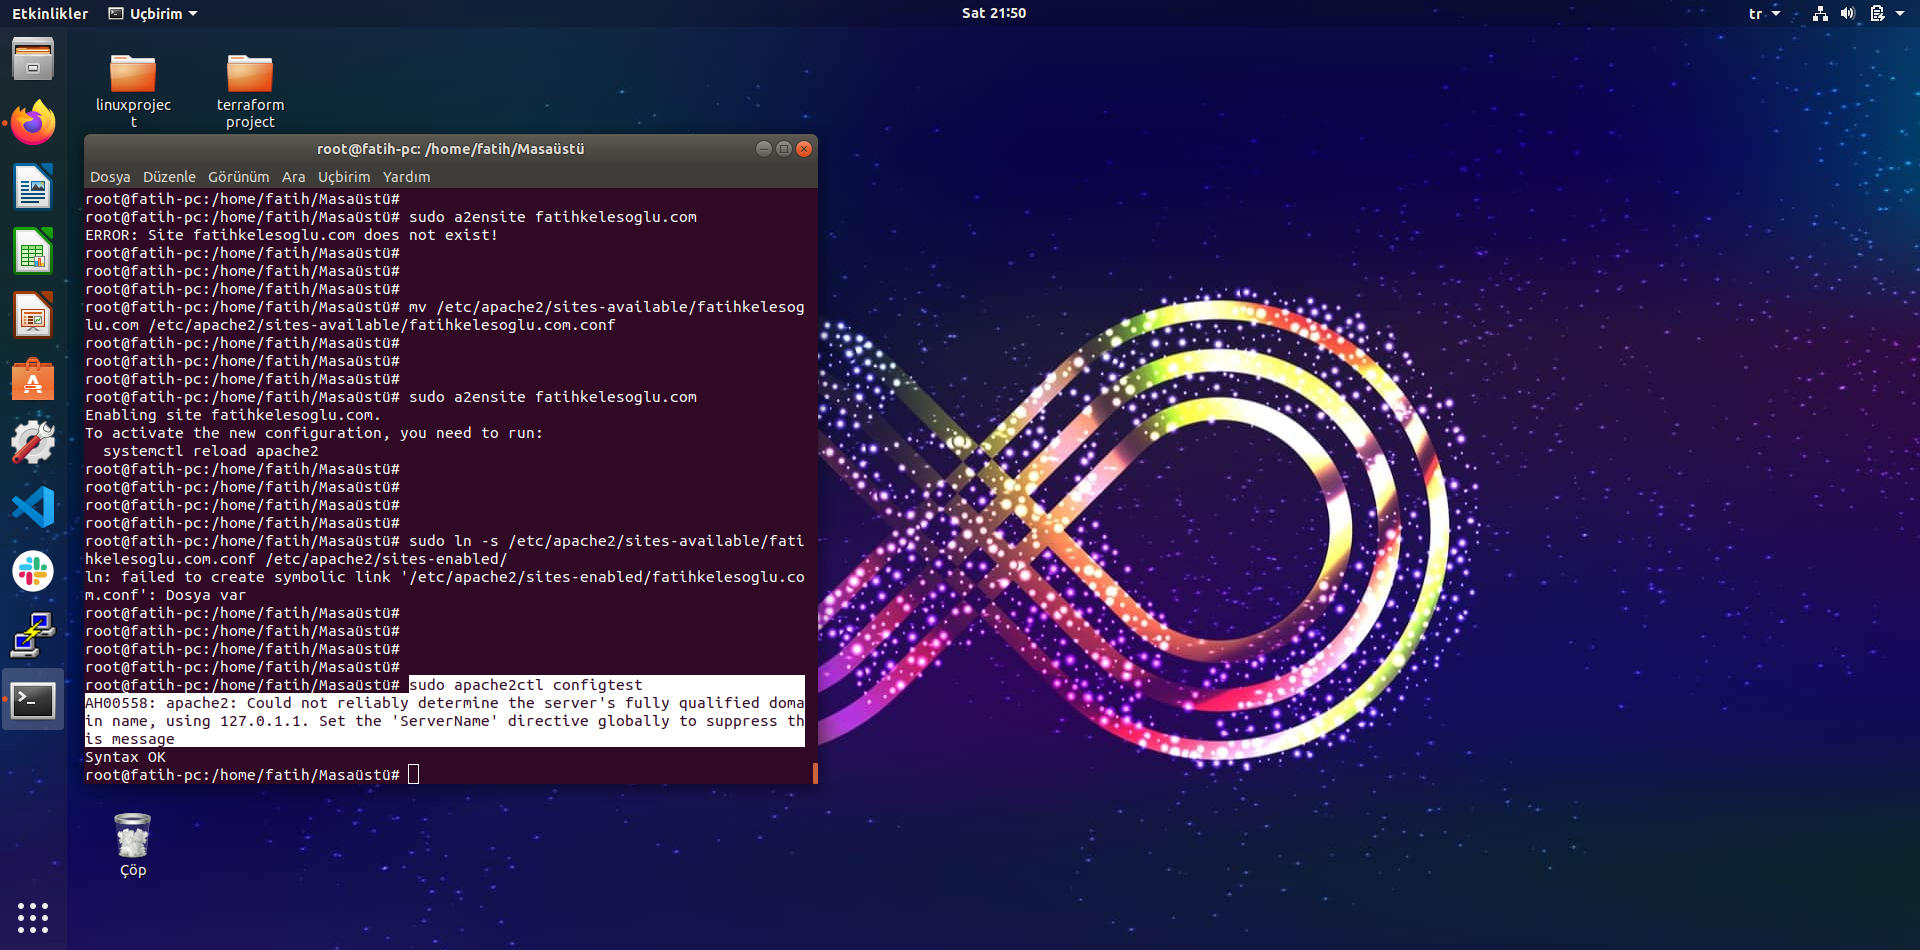 Etkinlikler
Uçbirim
Sat 21:50
tr
linuxprojec
t
terraform
project
root@fatih-pc: /home/fatih/Masaüstü
Dosya Düzenle Görünüm Ara Uçbirim Yardım
root@fatih-pc:/home/fatih/Masaüstü#
root@fatih-pc:/home/fatih/Masaüstü# sudo a2ensite fatihkelesoglu.com
ERROR: Site fatihkelesoglu.com does not exist!
root@fatih-pc:/home/fatih/Masaüstü#
root@fatih-pc:/home/fatih/Masaüstü#
root@fatih-pc:/home/fatih/Masaüstü#
root@fatih-pc:/home/fatih/Masaüstü# mv /etc/apache2/sites-available/fatihkelesog
lu.com /etc/apache2/sites-available/fatihkelesoglu.com.conf
root@fatih-pc:/home/fatih/Masaüstü#
root@fatih-pc:/home/fatih/Masaüstü#
root@fatih-pc:/home/fatih/Masaüstü#
root@fatih-pc:/home/fatih/Masaüstü# sudo a2ensite fatihkelesoglu.com
Enabling site fatihkelesoglu.com.
To activate the new configuration, you need to run:
  systemctl reload apache2
root@fatih-pc:/home/fatih/Masaüstü#
root@fatih-pc:/home/fatih/Masaüstü#
root@fatih-pc:/home/fatih/Masaüstü#
root@fatih-pc:/home/fatih/Masaüstü#
root@fatih-pc:/home/fatih/Masaüstü# sudo ln -s /etc/apache2/sites-available/fati
hkelesoglu.com.conf /etc/apache2/sites-enabled/
ln: failed to create symbolic link '/etc/apache2/sites-enabled/fatihkelesoglu.co
m.conf': Dosya var
root@fatih-pc:/home/fatih/Masaüstü#
root@fatih-pc:/home/fatih/Masaüstü#
root@fatih-pc:/home/fatih/Masaüstü#
root@fatih-pc:/home/fatih/Masaüstü#
root@fatih-pc:/home/fatih/Masaüstü# sudo apache2ctl configtest
AH00558: apache2: Could not reliably determine the server's fully qualified doma
in name, using 127.0.1.1. Set the 'ServerName' directive globally to suppress th
is message
Syntax OK
root@fatih-pc:/home/fatih/Masaüstü#
Çöp